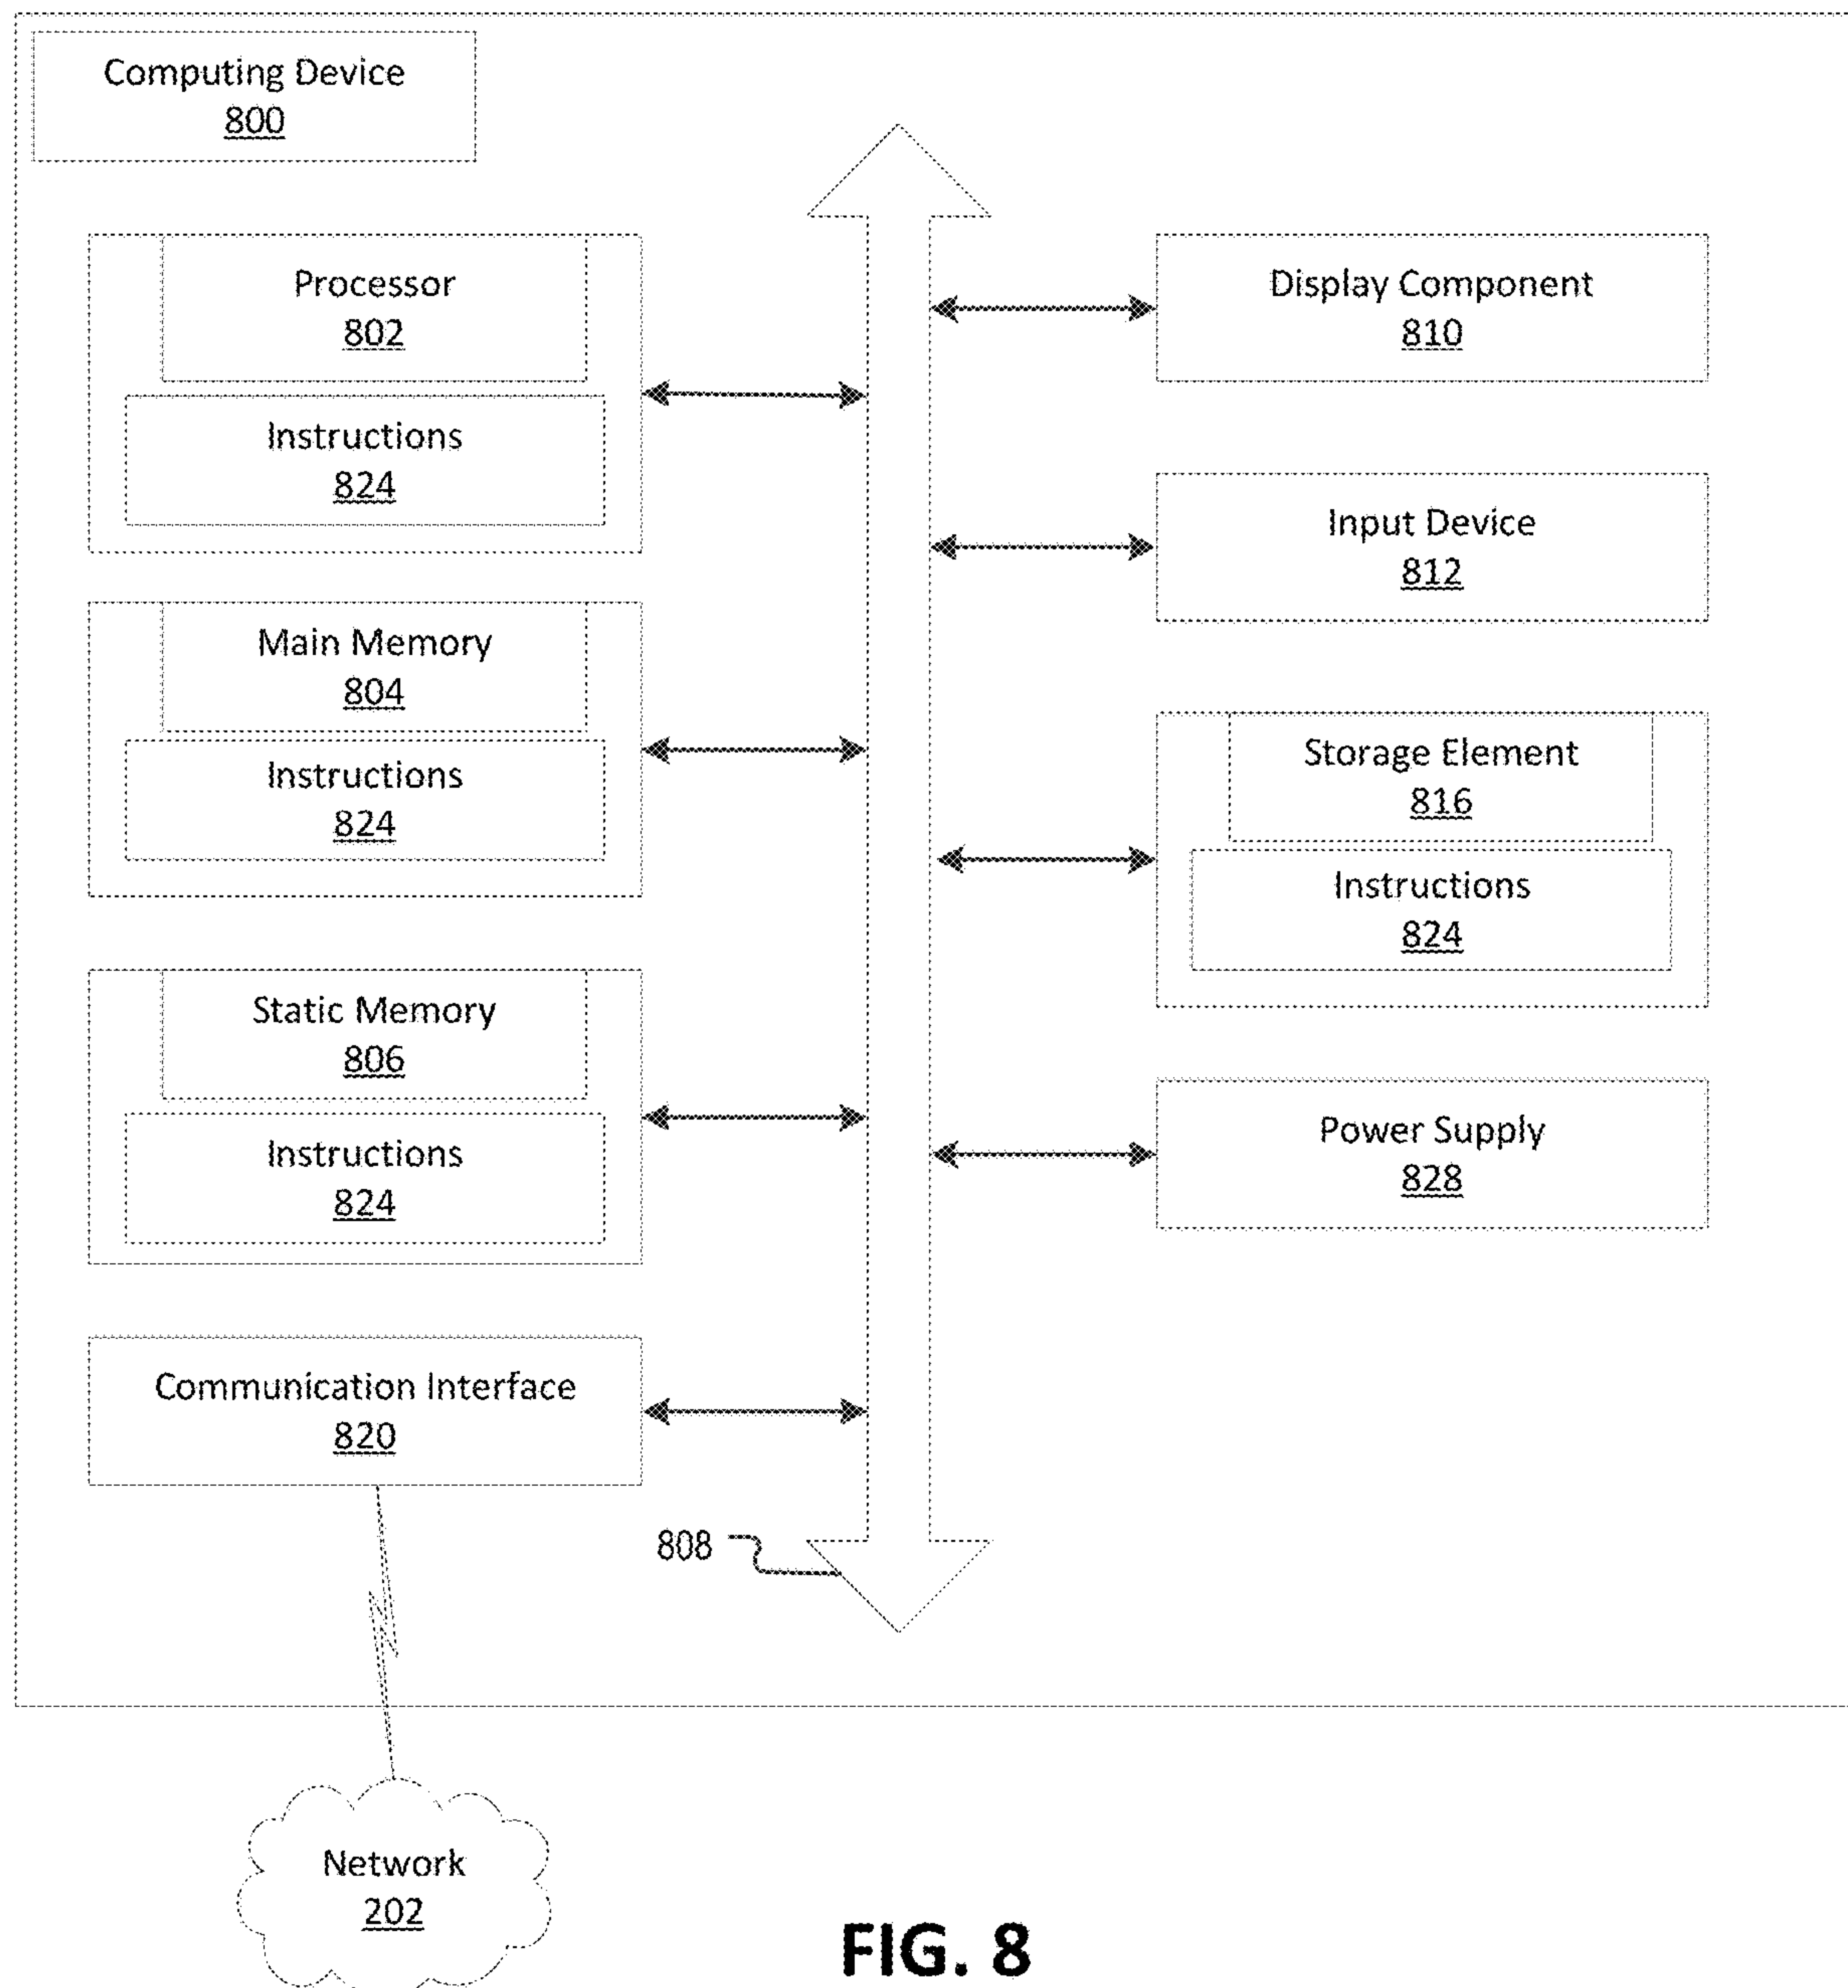 Computing Device
800
Processor
802
Instructions
824
Main Memory
804
Instructions
824
Static Memory
806
Instructions
824
Communication Interface
820
808
Display Component
810
Input Device
812
Storage Element
816
Instructions
824
Power Supply
828
Network
202
FIG. 8